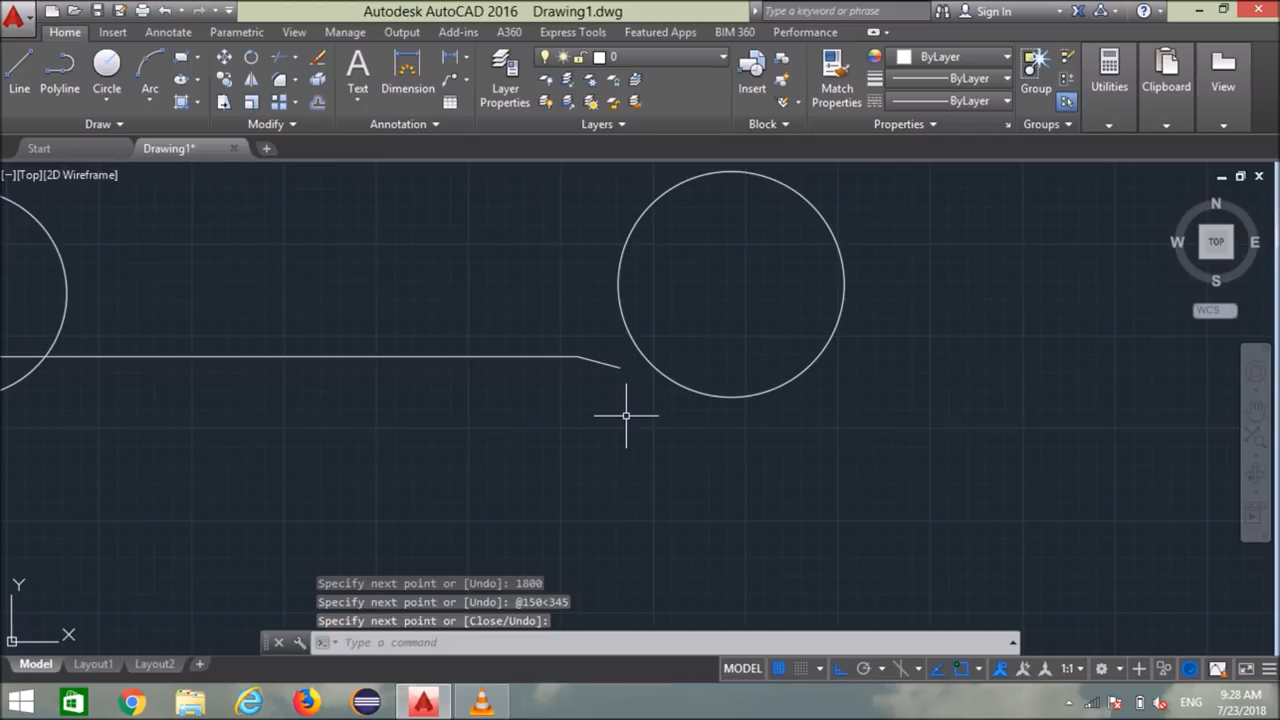 Autodesk AutoCAD 2016 Drawing1.dwg
Type a keyword or phrase
Sign In
Home Insert Annotate Parametric View Manage Output Add-ins A360 Express Tools Featured Apps BIM 360 Performance
0
ByLayer
ByLayer
ByLayer
Line Polyline Circle Arc
Text Dimension
Layer Properties
Insert
Match Properties
Group
Utilities Clipboard View
Draw Modify Annotation Layers Block Properties Groups
Start Drawing1*
[−][Top][2D Wireframe]
N
W TOP E
S
WCS
Y
X
Specify next point or [Undo]: 1800
Specify next point or [Undo]: @150<345
Specify next point or [Close/Undo]:
Type a command
Model Layout1 Layout2 +
MODEL 1:1
ENG
9:28 AM
7/23/2018